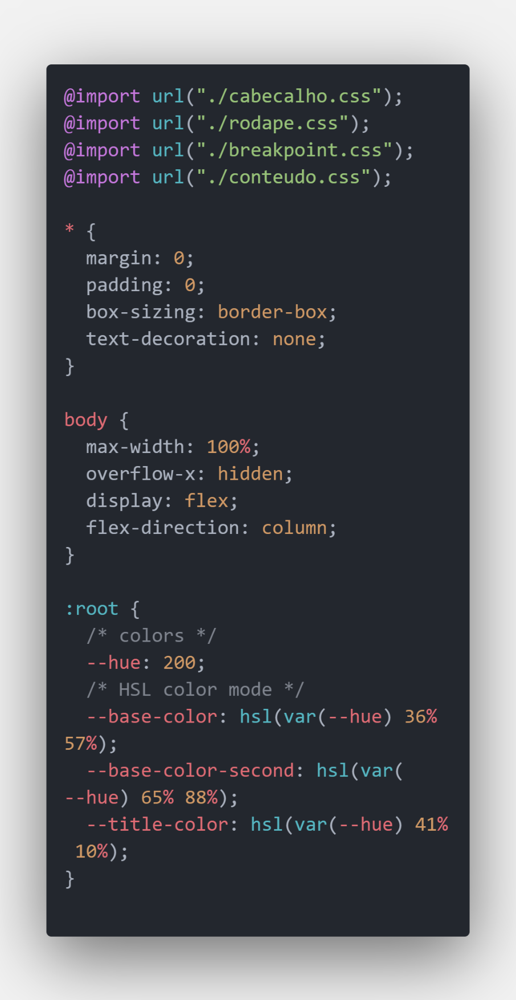 @import url("./cabecalho.css");
@import url("./rodape.css");
@import url("./breakpoint.css");
@import url("./conteudo.css");

* {
  margin: 0;
  padding: 0;
  box-sizing: border-box;
  text-decoration: none;
}

body {
  max-width: 100%;
  overflow-x: hidden;
  display: flex;
  flex-direction: column;
}

:root {
  /* colors */
  --hue: 200;
  /* HSL color mode */
  --base-color: hsl(var(--hue) 36%
57%);
  --base-color-second: hsl(var(
--hue) 65% 88%);
  --title-color: hsl(var(--hue) 41%
 10%);
}